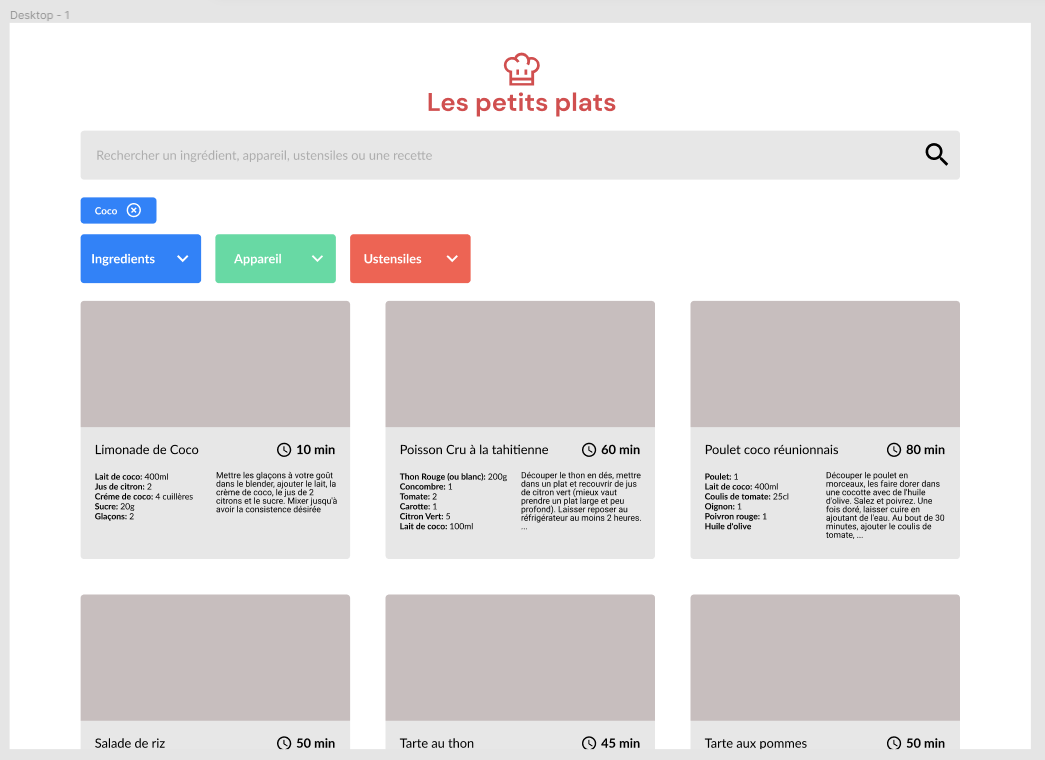 Desktop - 1
Les petits plats
Rechercher un ingrédient, appareil, ustensiles ou une recette
Coco
Ingredients
Appareil
Ustensiles
Limonade de Coco
10 min
Lait de coco: 400ml
Jus de citron: 2
Créme de coco: 4 cuillères
Sucre: 20g
Glaçons: 2
Mettre les glaçons à votre goût
dans le blender, ajouter le lait, la
crème de coco, le jus de 2
citrons et le sucre. Mixer jusqu'à
avoir la consistence désirée
Poisson Cru à la tahitienne
60 min
Thon Rouge (ou blanc): 200g
Concombre: 1
Tomate: 2
Carotte: 1
Citron Vert: 5
Lait de coco: 100ml
Découper le thon en dés, mettre
dans un plat et recouvrir de jus
de citron vert (mieux vaut
prendre un plat large et peu
profond). Laisser reposer au
réfrigérateur au moins 2 heures.
...
Poulet coco réunionnais
80 min
Poulet: 1
Lait de coco: 400ml
Coulis de tomate: 25cl
Oignon: 1
Poivron rouge: 1
Huile d'olive
Découper le poulet en
morceaux, les faire dorer dans
une cocotte avec de l'huile
d'olive. Salez et poivrez. Une
fois doré, laisser cuire en
ajoutant de l'eau. Au bout de 30
minutes, ajouter le coulis de
tomate, ...
Salade de riz
50 min
Tarte au thon
45 min
Tarte aux pommes
50 min